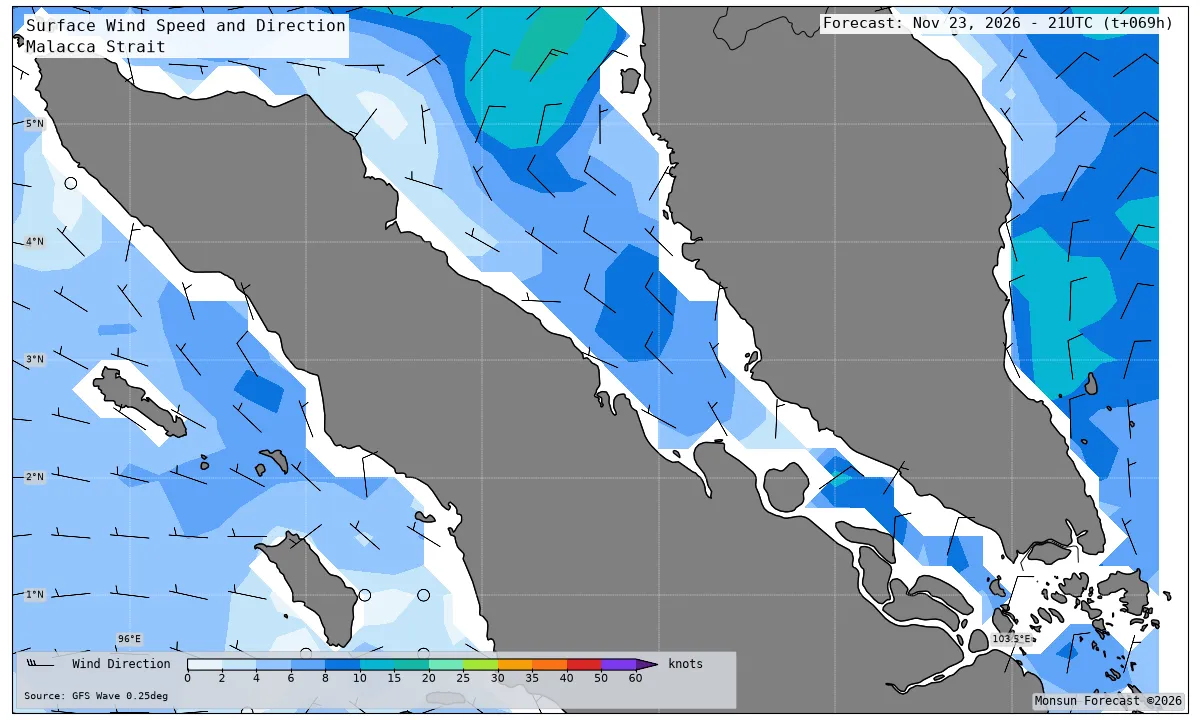 Surface Wind Speed and Direction
Malacca Strait
Forecast: Nov 23, 2026 - 21UTC (t+069h)
5°N
4°N
3°N
2°N
1°N
96°E
103.5°E
Wind Direction
knots
0 2 4 6 8 10 12 15 20 25 30 35 40 50 60
Source: GFS Wave 0.25deg
Monsun Forecast ©2026